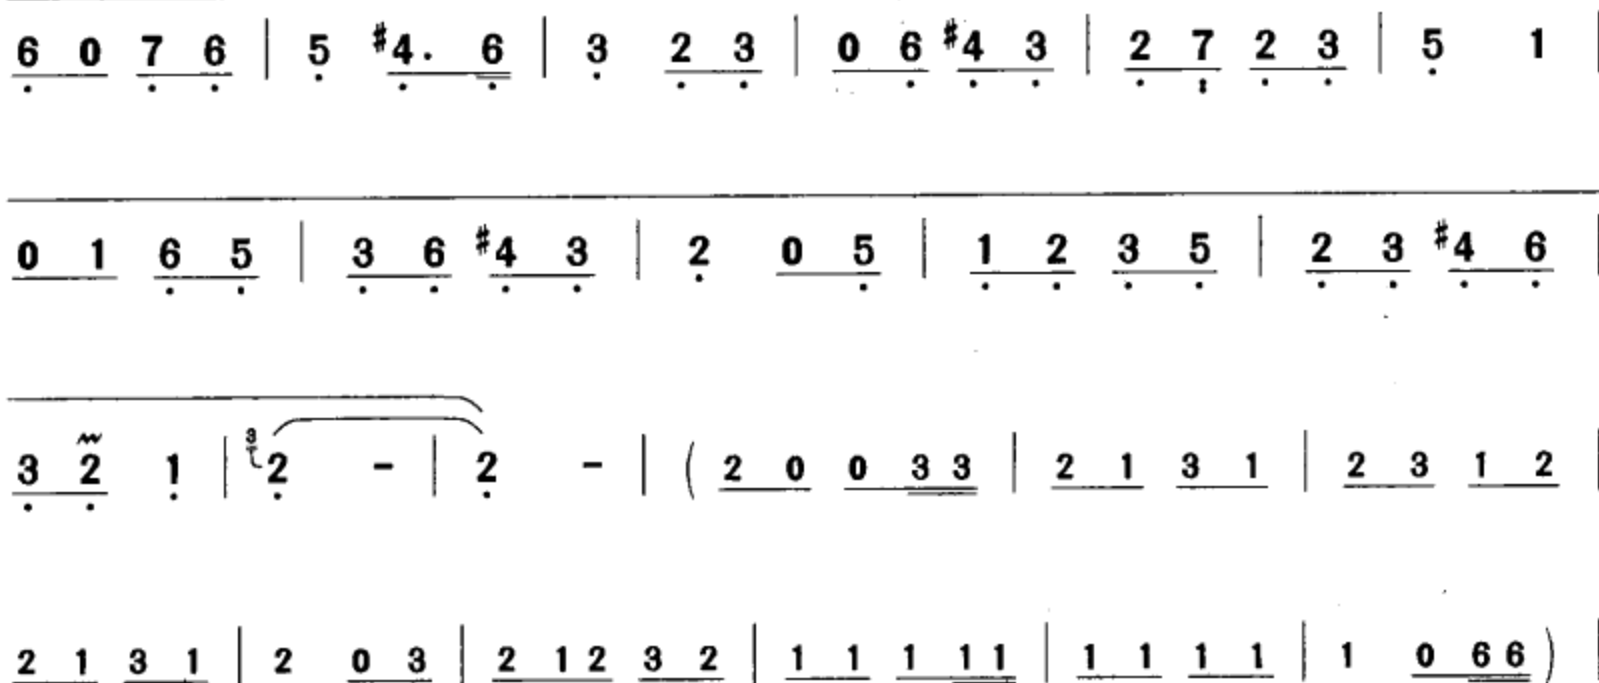 6 0 7 6 | 5 #4. 6 | 3 2 3 | 0 6 #4 3 | 2 7 2 3 | 5 1 |
0 1 6 5 | 3 6 #4 3 | 2 0 5 | 1 2 3 5 | 2 3 #4 6 |
3 2 1 | 3 2 - | 2 - | ( 2 0 0 3 3 | 2 1 3 1 | 2 3 1 2 |
2 1 3 1 | 2 0 3 | 2 1 2 3 2 | 1 1 1 1 1 | 1 1 1 1 | 1 0 6 6 ) |